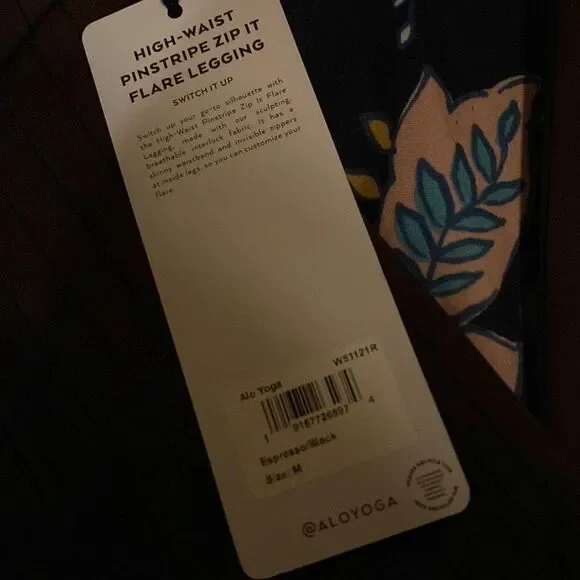 HIGH-WAIST
PINSTRIPE ZIP IT
FLARE LEGGING
SWITCH IT UP
Switch up your go-to silhouette with
the High-Waist Pinstripe Zip It Flare
Legging, made with our sculpting,
breathable interlock fabric. It has a
skinny waistband and invisible zippers
at inside legs, so you can customize your
flare.
Alo Yoga W51121R
Espresso/Black
Size: M
@ALOYOGA